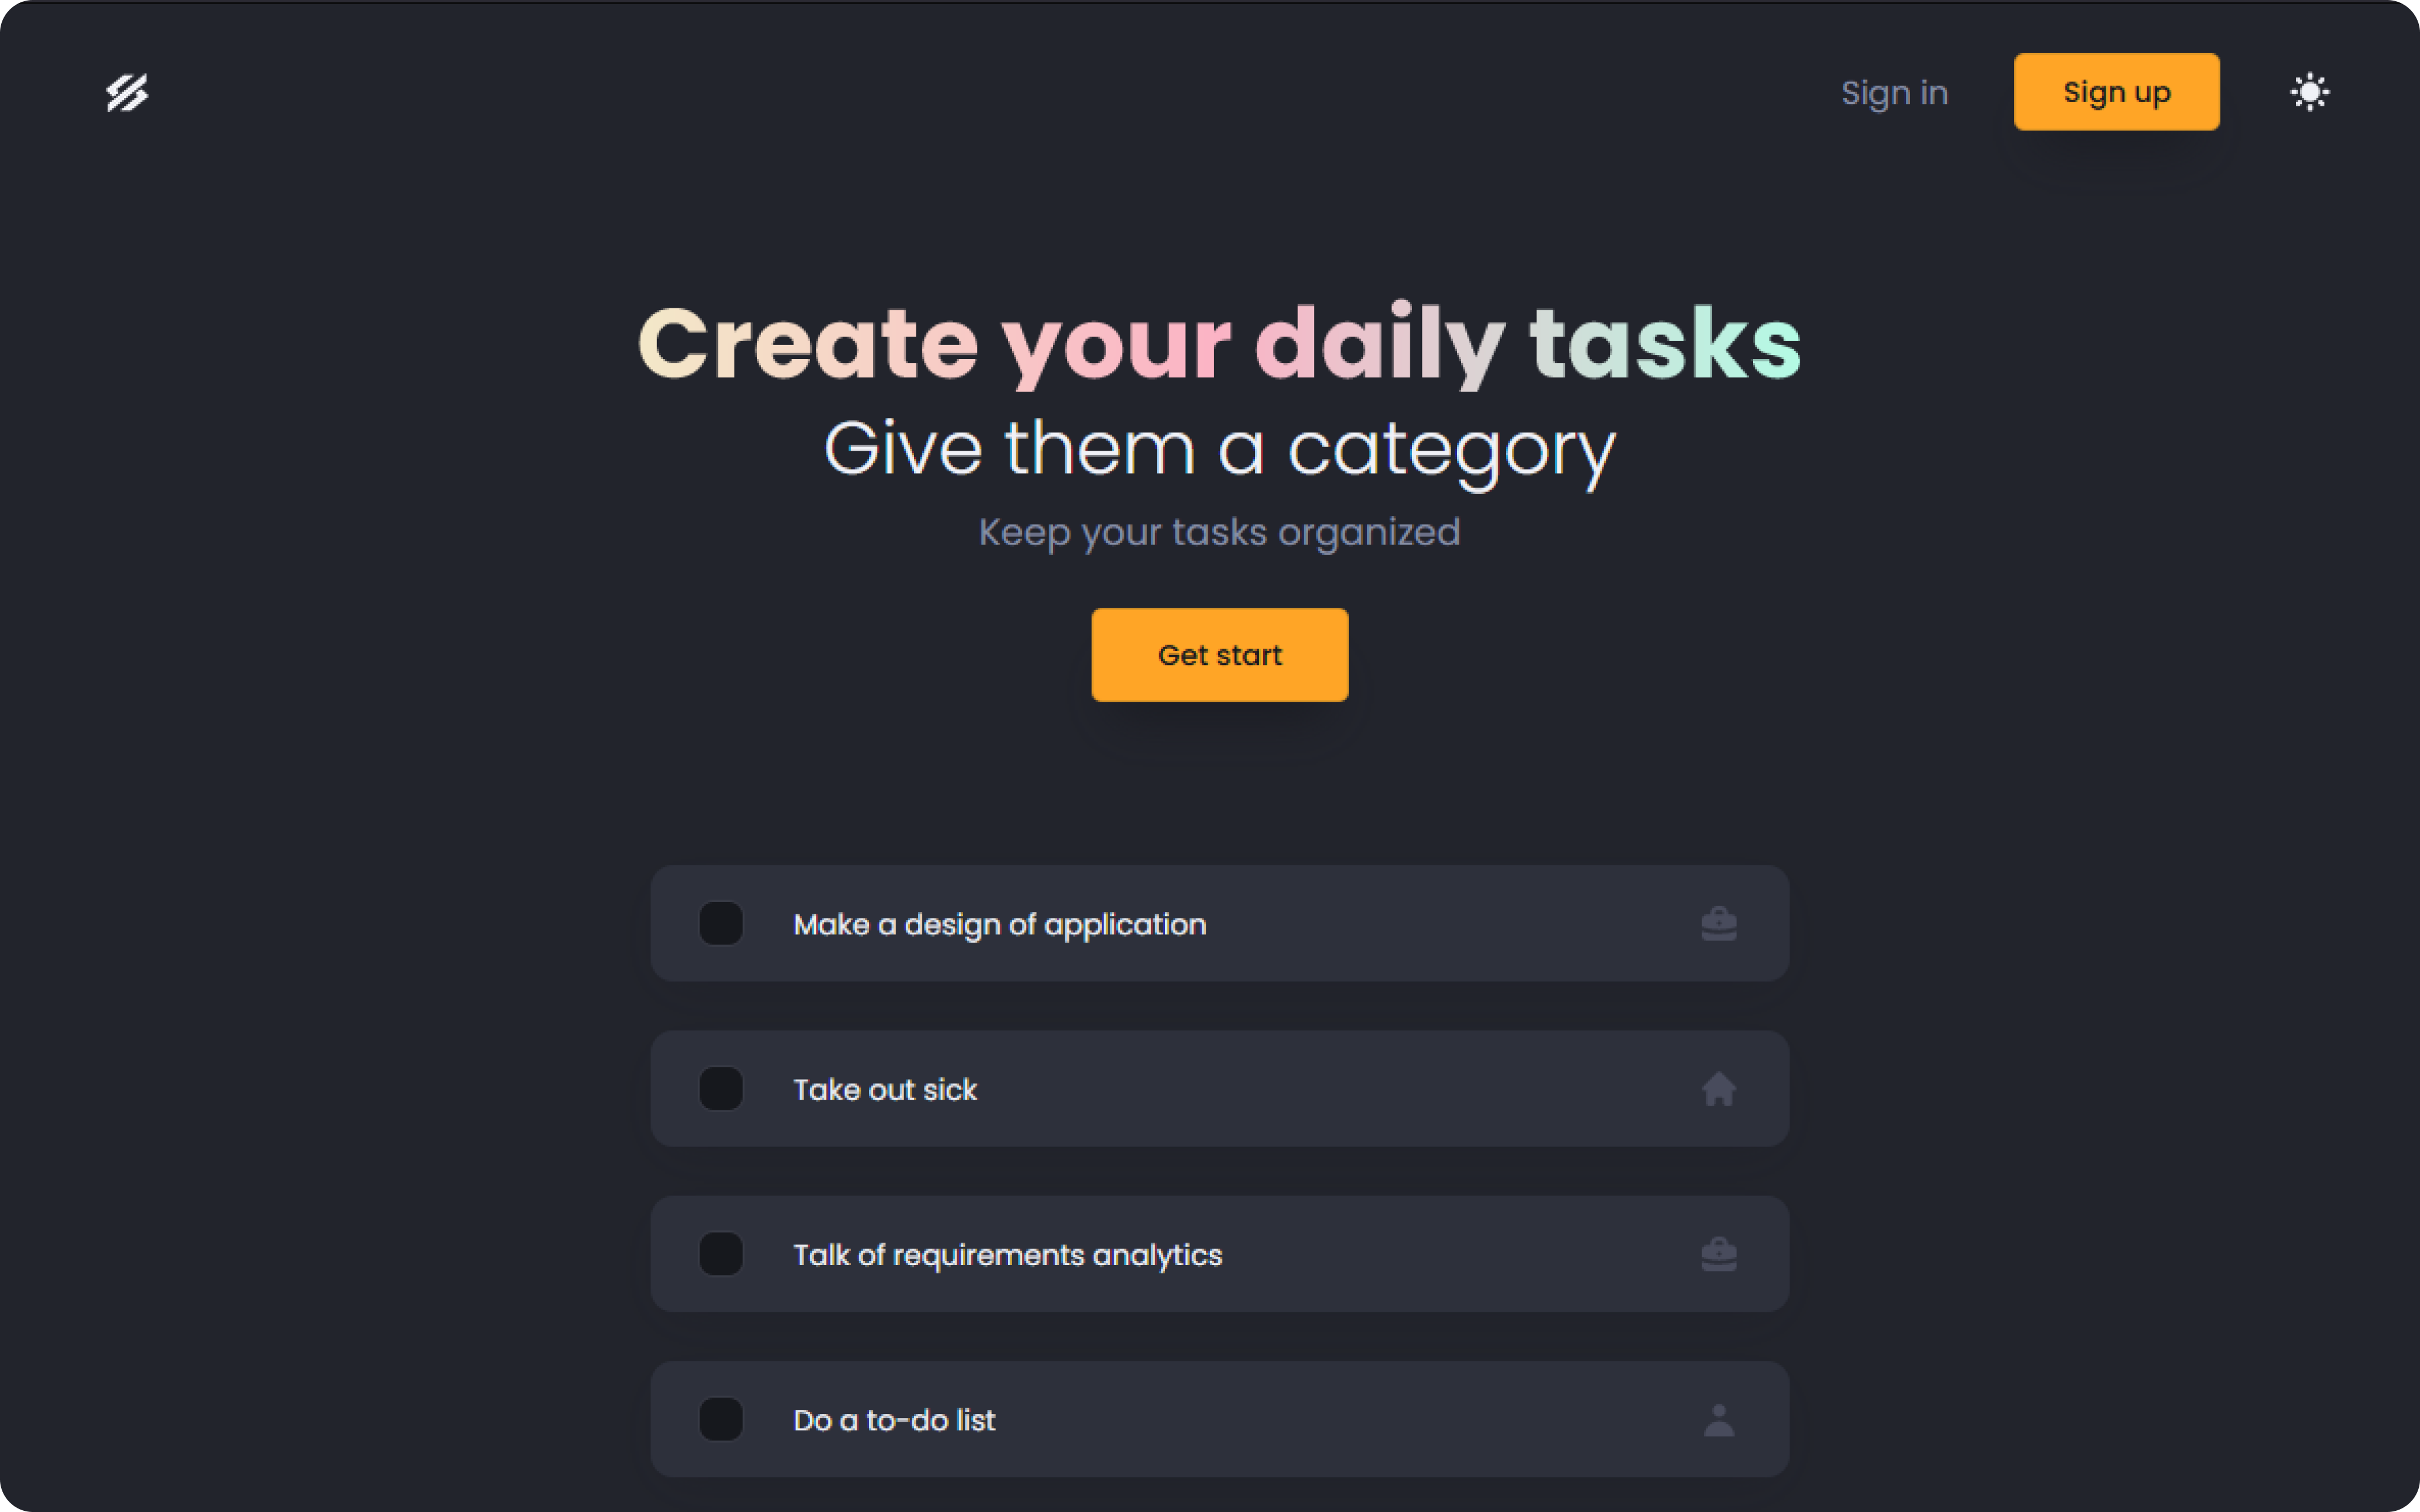 Sign in
Sign up
Create your daily tasks
Give them a category
Keep your tasks organized
Get start
Make a design of application
Take out sick
Talk of requirements analytics
Do a to-do list